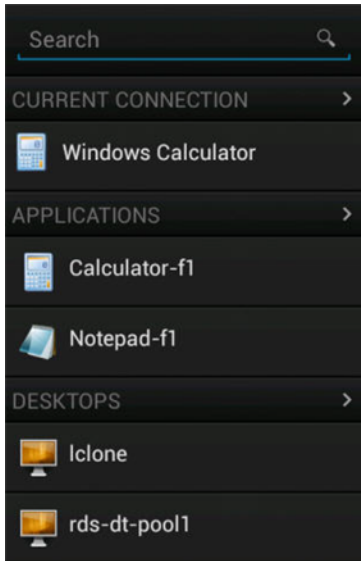 Search
CURRENT CONNECTION
Windows Calculator
APPLICATIONS
Calculator-f1
Notepad-f1
DESKTOPS
lclone
rds-dt-pool1